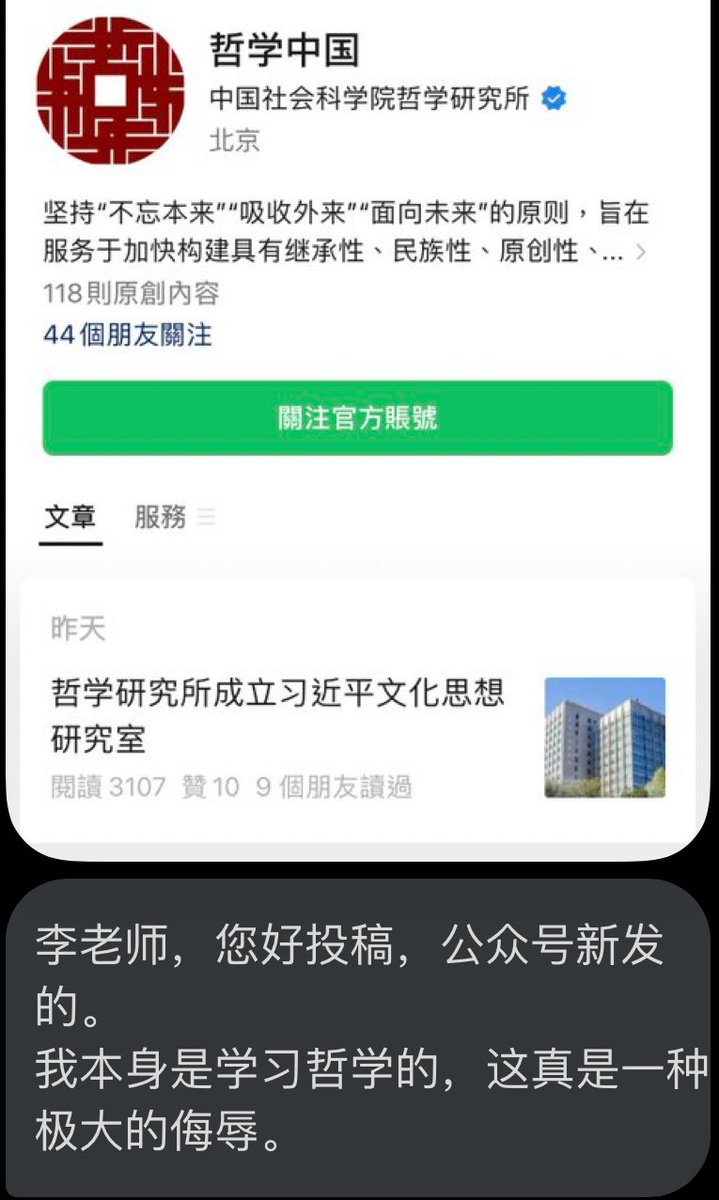 哲学中国
中国社会科学院哲学研究所
北京
坚持“不忘本来”“吸收外来”“面向未来”的原则，旨在
服务于加快构建具有继承性、民族性、原创性、...
118則原創內容
44個朋友關注
關注官方賬號
文章 服務
昨天
哲学研究所成立习近平文化思想
研究室
閱讀 3107 贊 10 9 個朋友讀過
李老师，您好投稿，公众号新发
的。
我本身是学习哲学的，这真是一种
极大的侮辱。